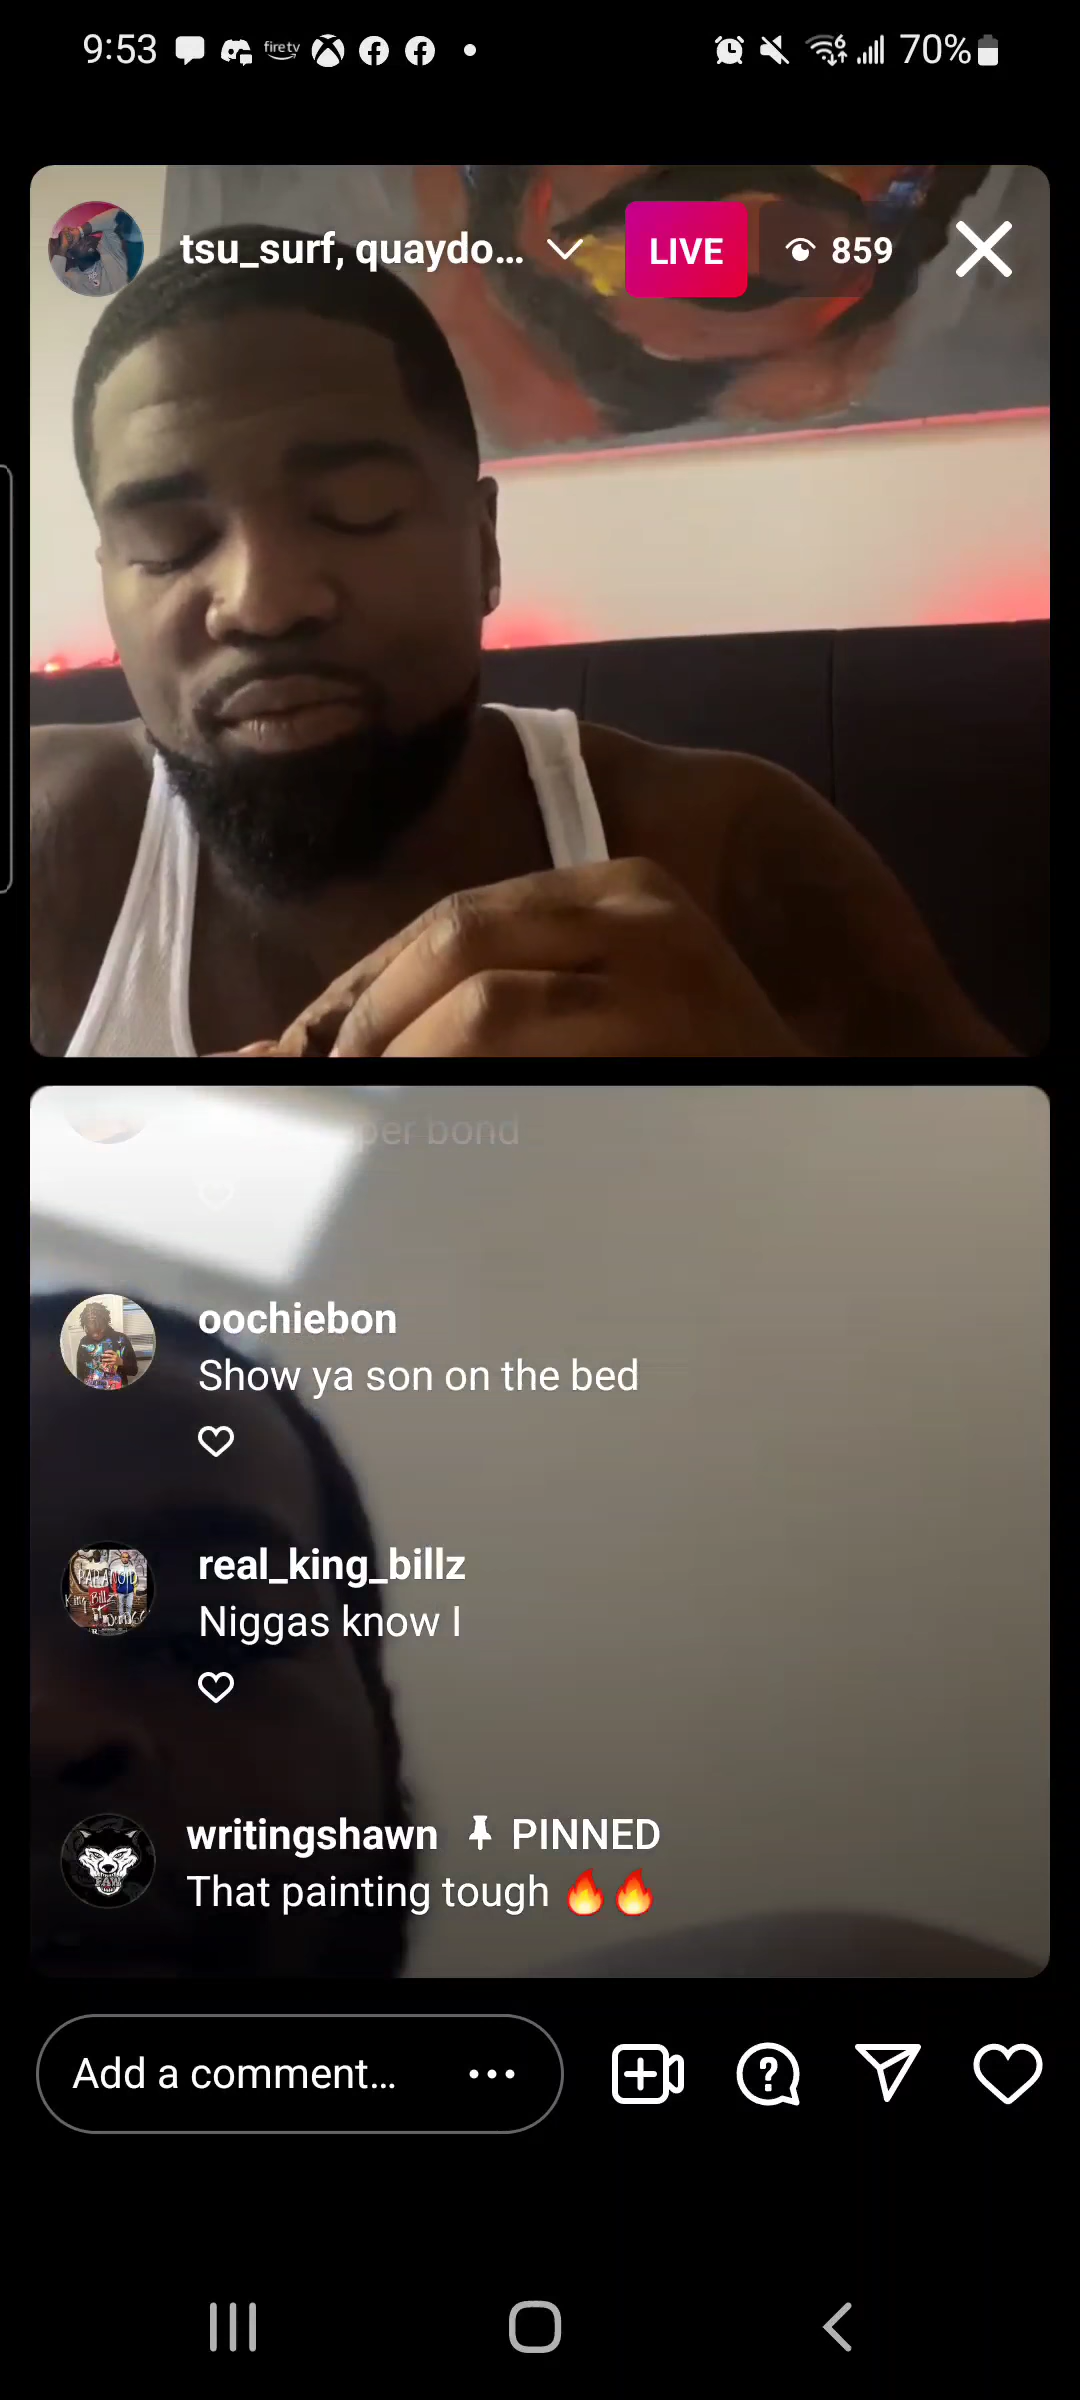 9:53 firetv 70%
tsu_surf, quaydo... LIVE 859
per bond
oochiebon
Show ya son on the bed
real_king_billz
Niggas know I
writingshawn PINNED
That painting tough 🔥🔥
Add a comment...